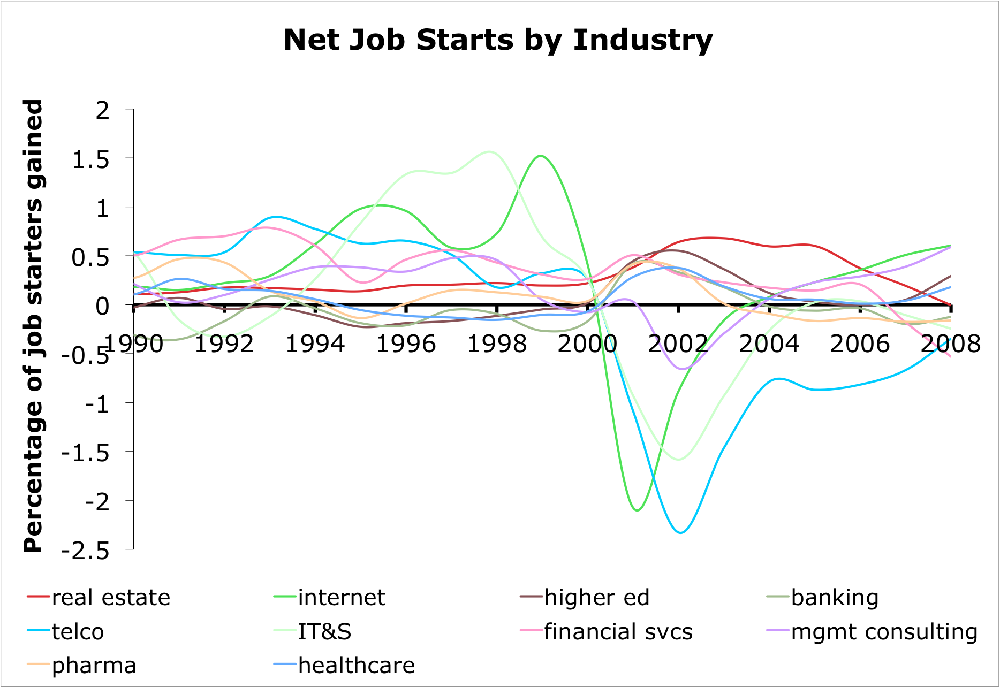 Net Job Starts by Industry
Percentage of job starters gained
2
1.5
1
0.5
0
-0.5
-1
-1.5
-2
-2.5
1990 1992 1994 1996 1998 2000 2002 2004 2006 2008
real estate internet higher ed banking
telco IT&S financial svcs mgmt consulting
pharma healthcare